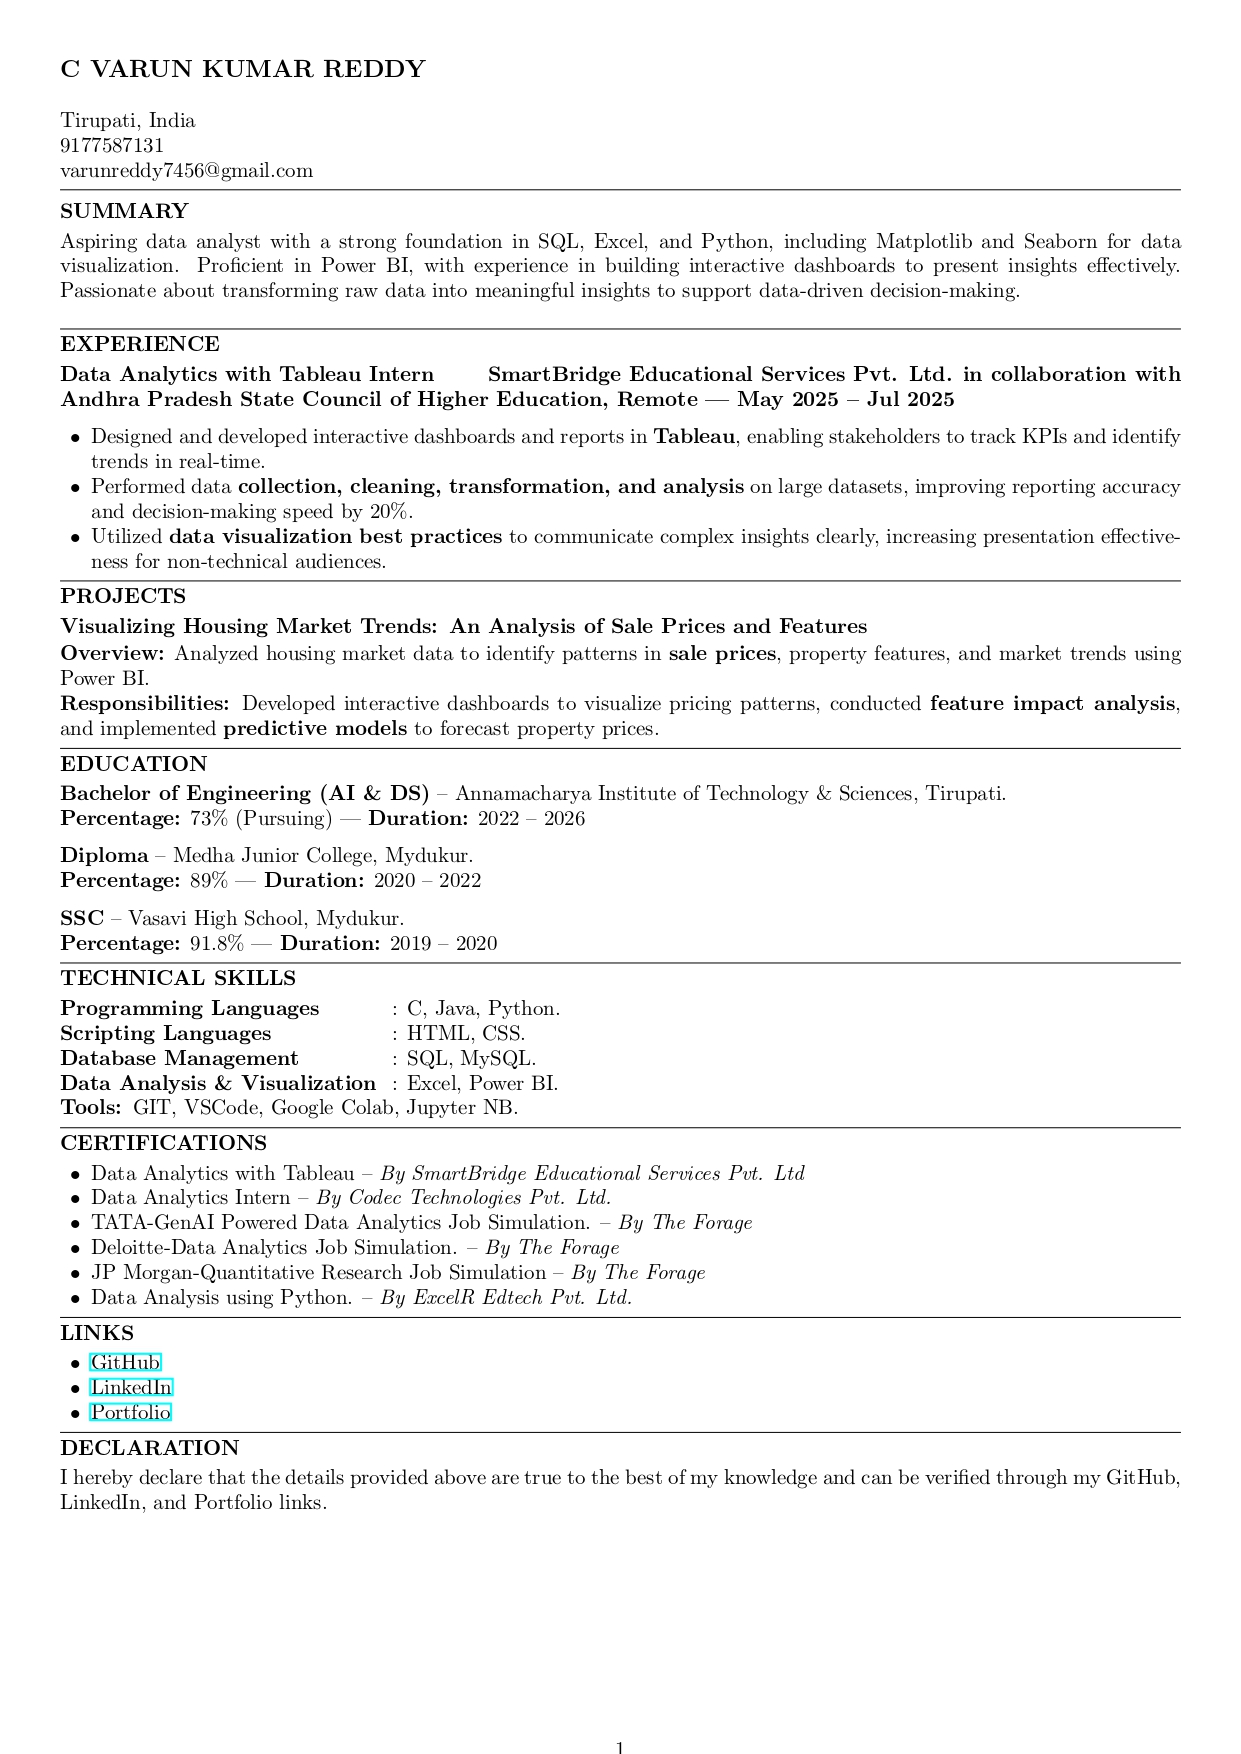 C VARUN KUMAR REDDY
Tirupati, India
9177587131
varunreddy7456@gmail.com
SUMMARY
Aspiring data analyst with a strong foundation in SQL, Excel, and Python, including Matplotlib and Seaborn for data
visualization. Proficient in Power BI, with experience in building interactive dashboards to present insights effectively.
Passionate about transforming raw data into meaningful insights to support data-driven decision-making.
EXPERIENCE
Data Analytics with Tableau Intern SmartBridge Educational Services Pvt. Ltd. in collaboration with
Andhra Pradesh State Council of Higher Education, Remote — May 2025 – Jul 2025
• Designed and developed interactive dashboards and reports in Tableau, enabling stakeholders to track KPIs and identify
trends in real-time.
• Performed data collection, cleaning, transformation, and analysis on large datasets, improving reporting accuracy
and decision-making speed by 20%.
• Utilized data visualization best practices to communicate complex insights clearly, increasing presentation effective-
ness for non-technical audiences.
PROJECTS
Visualizing Housing Market Trends: An Analysis of Sale Prices and Features
Overview: Analyzed housing market data to identify patterns in sale prices, property features, and market trends using
Power BI.
Responsibilities: Developed interactive dashboards to visualize pricing patterns, conducted feature impact analysis,
and implemented predictive models to forecast property prices.
EDUCATION
Bachelor of Engineering (AI & DS) – Annamacharya Institute of Technology & Sciences, Tirupati.
Percentage: 73% (Pursuing) — Duration: 2022 – 2026
Diploma – Medha Junior College, Mydukur.
Percentage: 89% — Duration: 2020 – 2022
SSC – Vasavi High School, Mydukur.
Percentage: 91.8% — Duration: 2019 – 2020
TECHNICAL SKILLS
Programming Languages : C, Java, Python.
Scripting Languages : HTML, CSS.
Database Management : SQL, MySQL.
Data Analysis & Visualization : Excel, Power BI.
Tools: GIT, VSCode, Google Colab, Jupyter NB.
CERTIFICATIONS
• Data Analytics with Tableau – By SmartBridge Educational Services Pvt. Ltd
• Data Analytics Intern – By Codec Technologies Pvt. Ltd.
• TATA-GenAI Powered Data Analytics Job Simulation. – By The Forage
• Deloitte-Data Analytics Job Simulation. – By The Forage
• JP Morgan-Quantitative Research Job Simulation – By The Forage
• Data Analysis using Python. – By ExcelR Edtech Pvt. Ltd.
LINKS
• GitHub
• LinkedIn
• Portfolio
DECLARATION
I hereby declare that the details provided above are true to the best of my knowledge and can be verified through my GitHub,
LinkedIn, and Portfolio links.
1